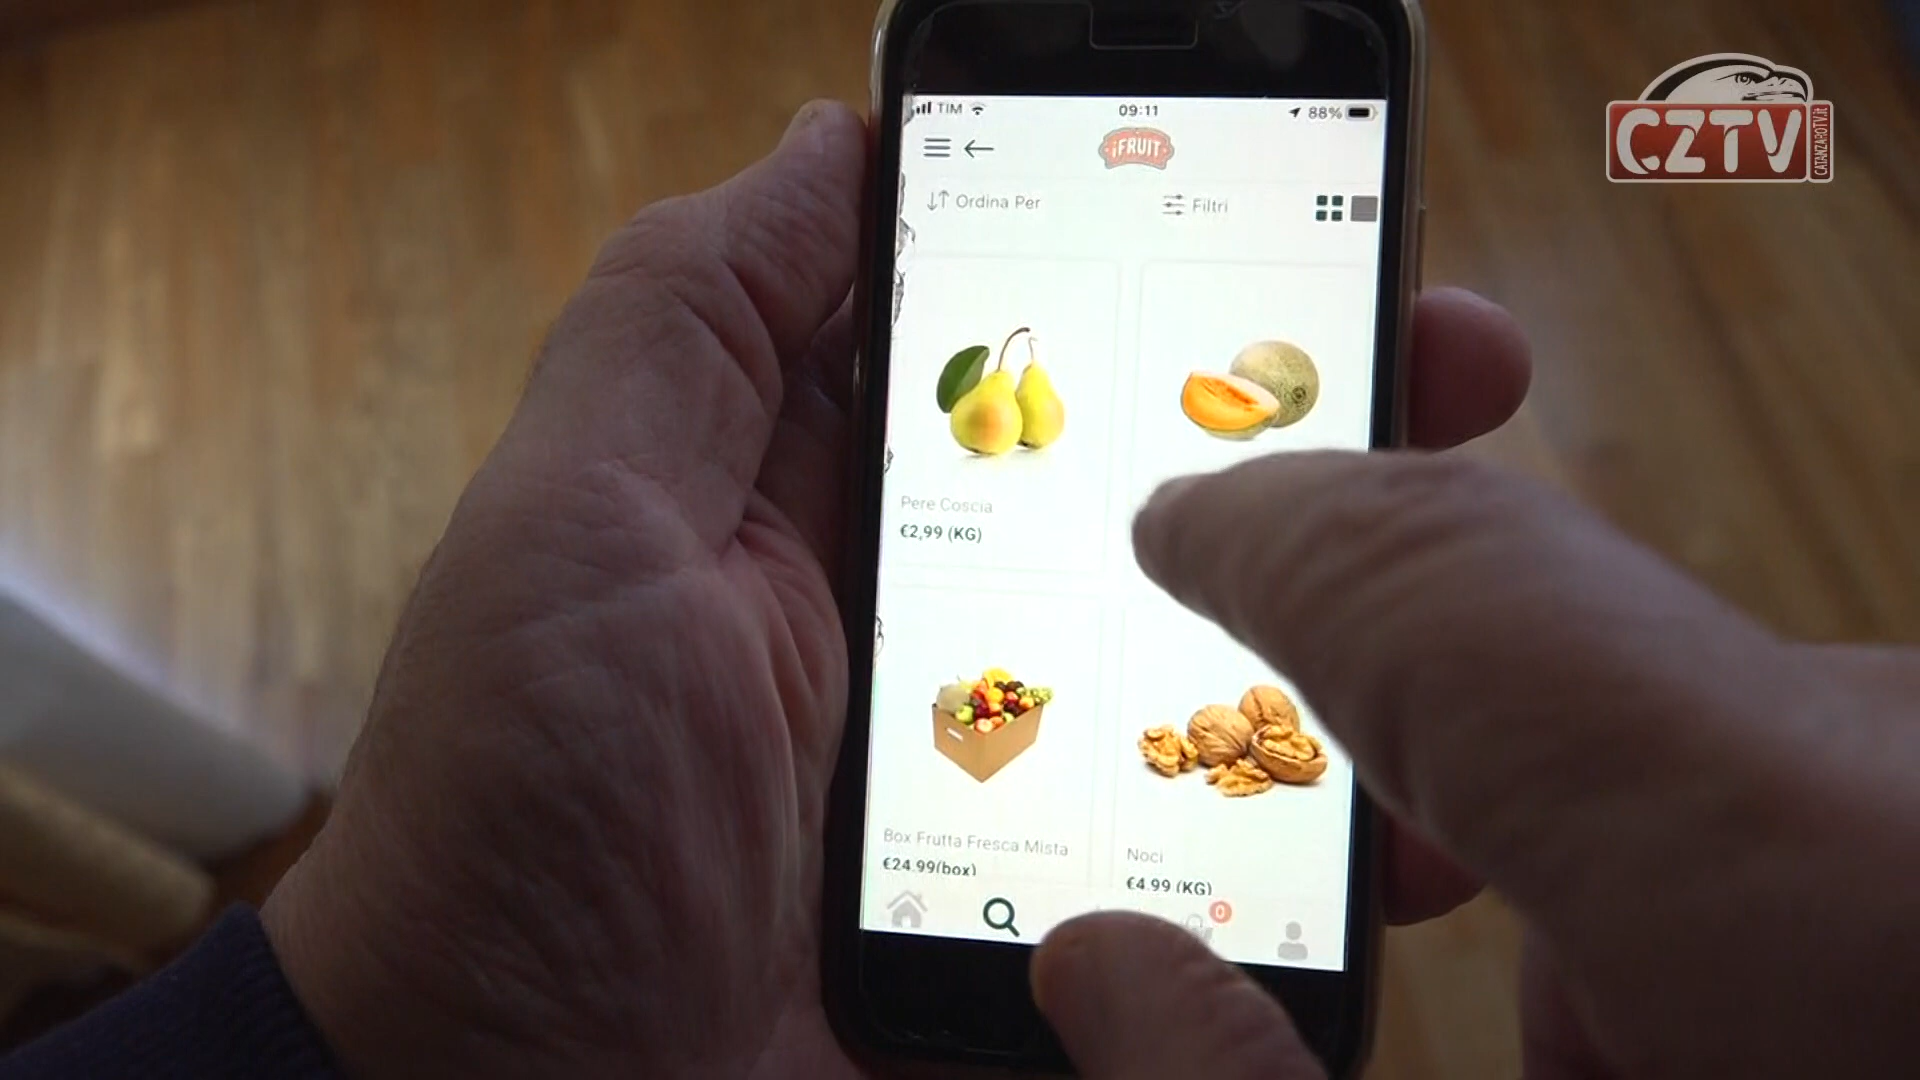 TIM
09:11
88%
iFRUIT
Ordina Per
Filtri
Pere Coscia
€2,99 (KG)
Box Frutta Fresca Mista
€24.99(box)
Noci
€4.99 (KG)
0
CZTV
CATANZAROTV.it